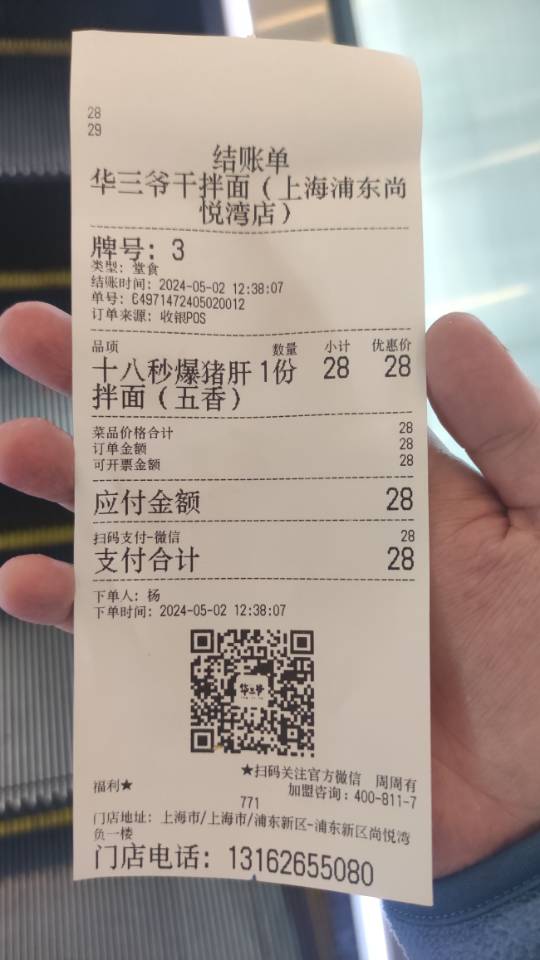 28
29
结账单
华三爷干拌面（上海浦东尚
悦湾店）
牌号：3
类型：堂食
结账时间：2024-05-02 12:38:07
单号：C4971472405020012
订单来源：收银POS
品项 数量 小计 优惠价
十八秒爆猪肝 1份 28 28
拌面（五香）
菜品价格合计 28
订单金额 28
可开票金额 28
应付金额 28
扫码支付-微信 28
支付合计 28
下单人：杨
下单时间：2024-05-02 12:38:07
华三爷
★扫码关注官方微信 周周有
福利★ 加盟咨询：400-811-7
771
门店地址：上海市/上海市/浦东新区-浦东新区尚悦湾
负一楼
门店电话：13162655080